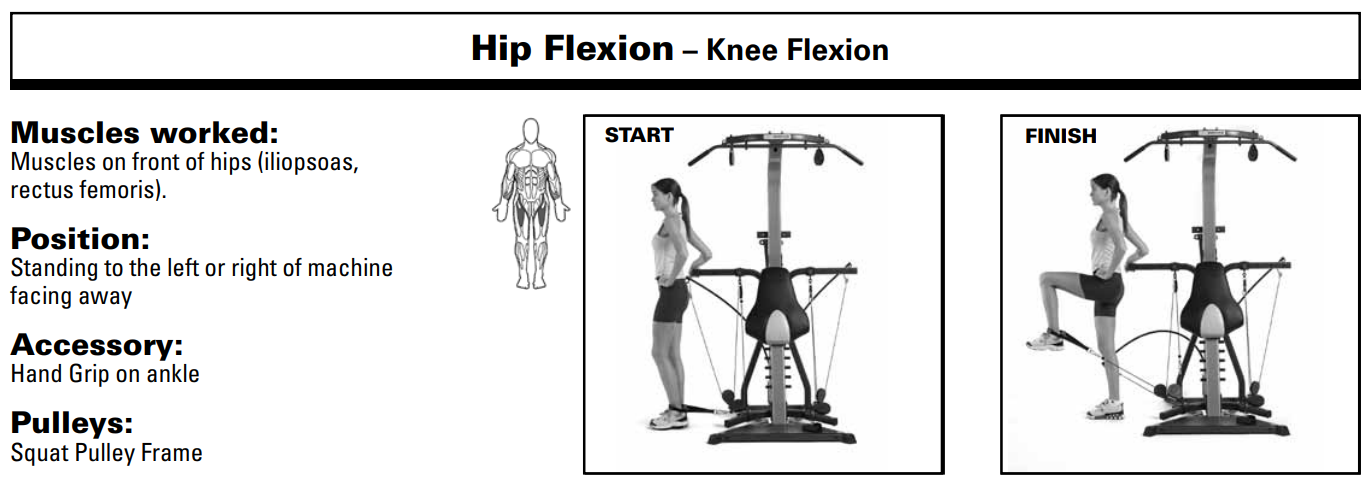 Hip Flexion – Knee Flexion
Muscles worked:
Muscles on front of hips (iliopsoas,
rectus femoris).
Position:
Standing to the left or right of machine
facing away
Accessory:
Hand Grip on ankle
Pulleys:
Squat Pulley Frame
START
FINISH